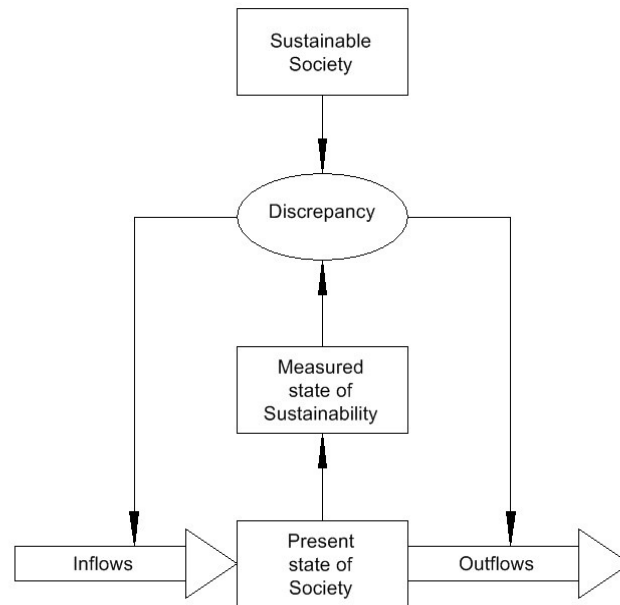 Sustainable
Society
Discrepancy
Measured
state of
Sustainability
Inflows
Present
state of
Society
Outflows